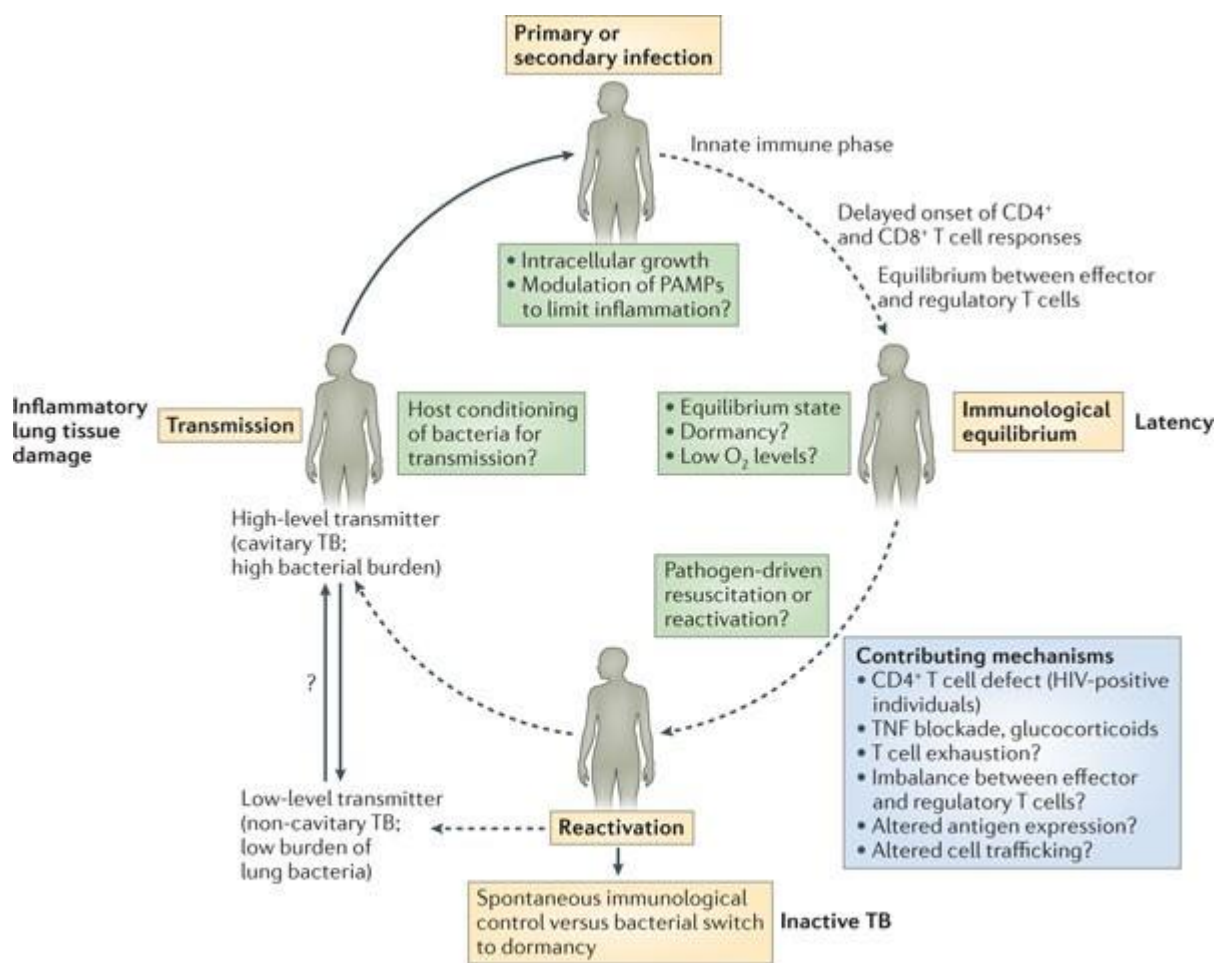 Primary or
secondary infection
Innate immune phase
Delayed onset of CD4⁺
and CD8⁺ T cell responses
Equilibrium between effector
and regulatory T cells
• Intracellular growth
• Modulation of PAMPs
to limit inflammation?
Inflammatory
lung tissue
damage
Transmission
Host conditioning
of bacteria for
transmission?
• Equilibrium state
• Dormancy?
• Low O₂ levels?
Immunological
equilibrium
Latency
High-level transmitter
(cavitary TB;
high bacterial burden)
Pathogen-driven
resuscitation or
reactivation?
Contributing mechanisms
• CD4⁺ T cell defect (HIV-positive
individuals)
• TNF blockade, glucocorticoids
• T cell exhaustion?
• Imbalance between effector
and regulatory T cells?
• Altered antigen expression?
• Altered cell trafficking?
?
Low-level transmitter
(non-cavitary TB;
low burden of
lung bacteria)
Reactivation
Spontaneous immunological
control versus bacterial switch
to dormancy
Inactive TB